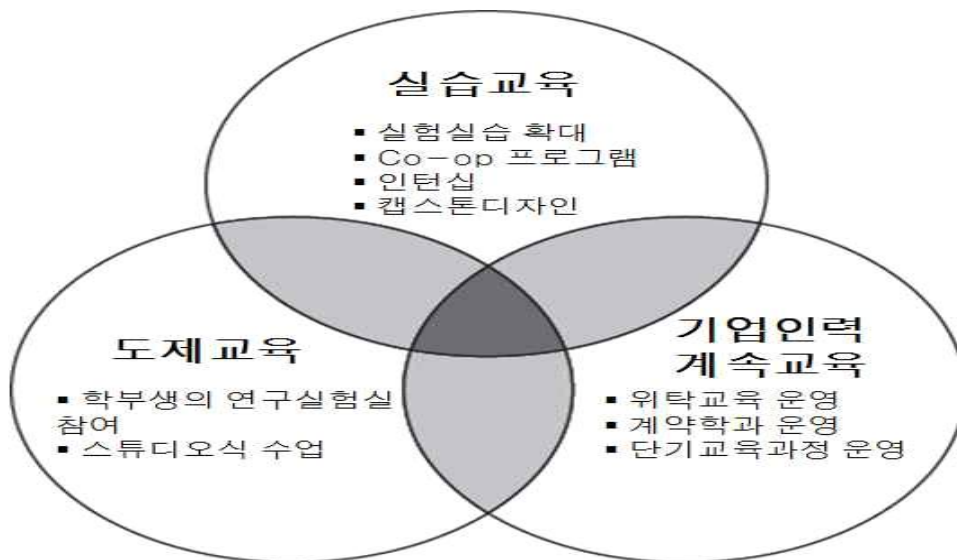 실습교육
▪ 실험실습 확대
▪ Co-op 프로그램
▪ 인턴십
▪ 캡스톤디자인
도제교육
▪ 학부생의 연구실험실
참여
▪ 스튜디오식 수업
기업인력
계속교육
▪ 위탁교육 운영
▪ 계약학과 운영
▪ 단기교육과정 운영